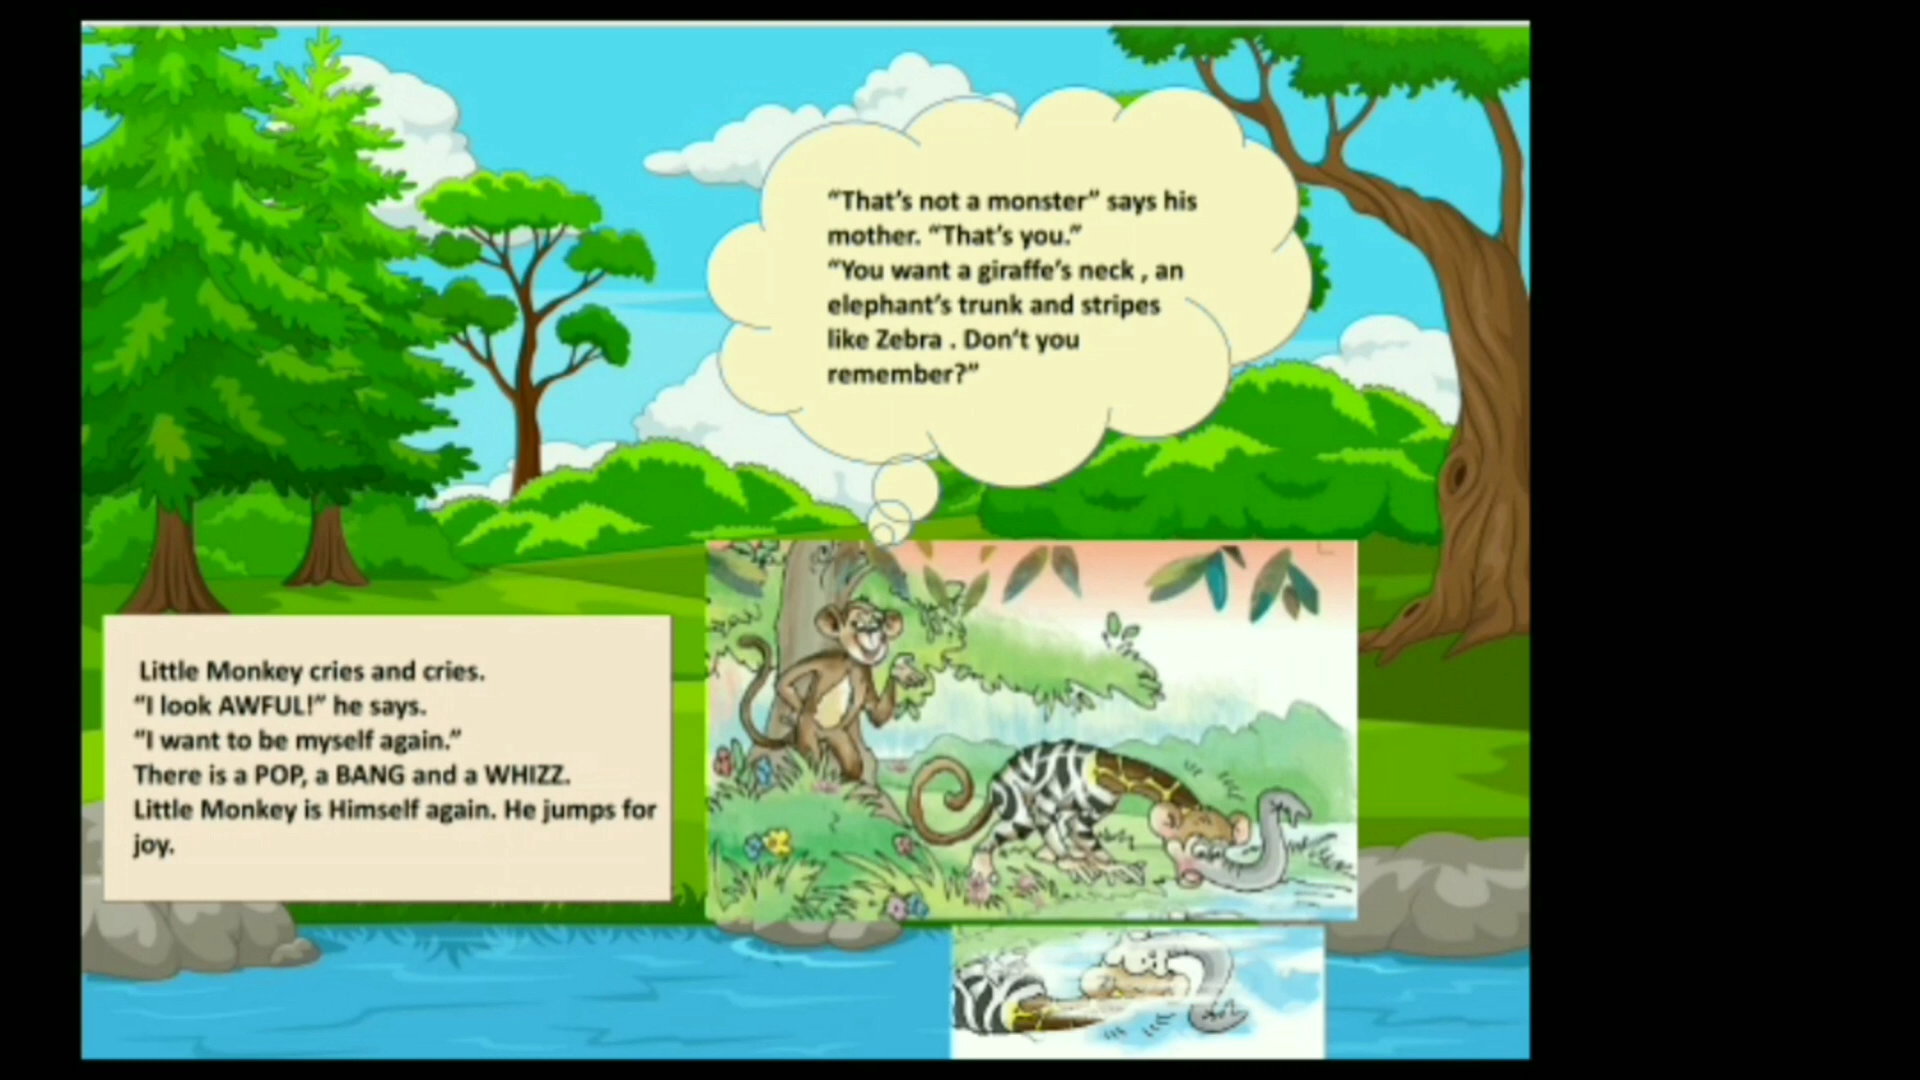 “That’s not a monster” says his
mother. “That’s you.”
“You want a giraffe’s neck , an
elephant’s trunk and stripes
like Zebra . Don’t you
remember?”
Little Monkey cries and cries.
“I look AWFUL!” he says.
“I want to be myself again.”
There is a POP, a BANG and a WHIZZ.
Little Monkey is Himself again. He jumps for
joy.